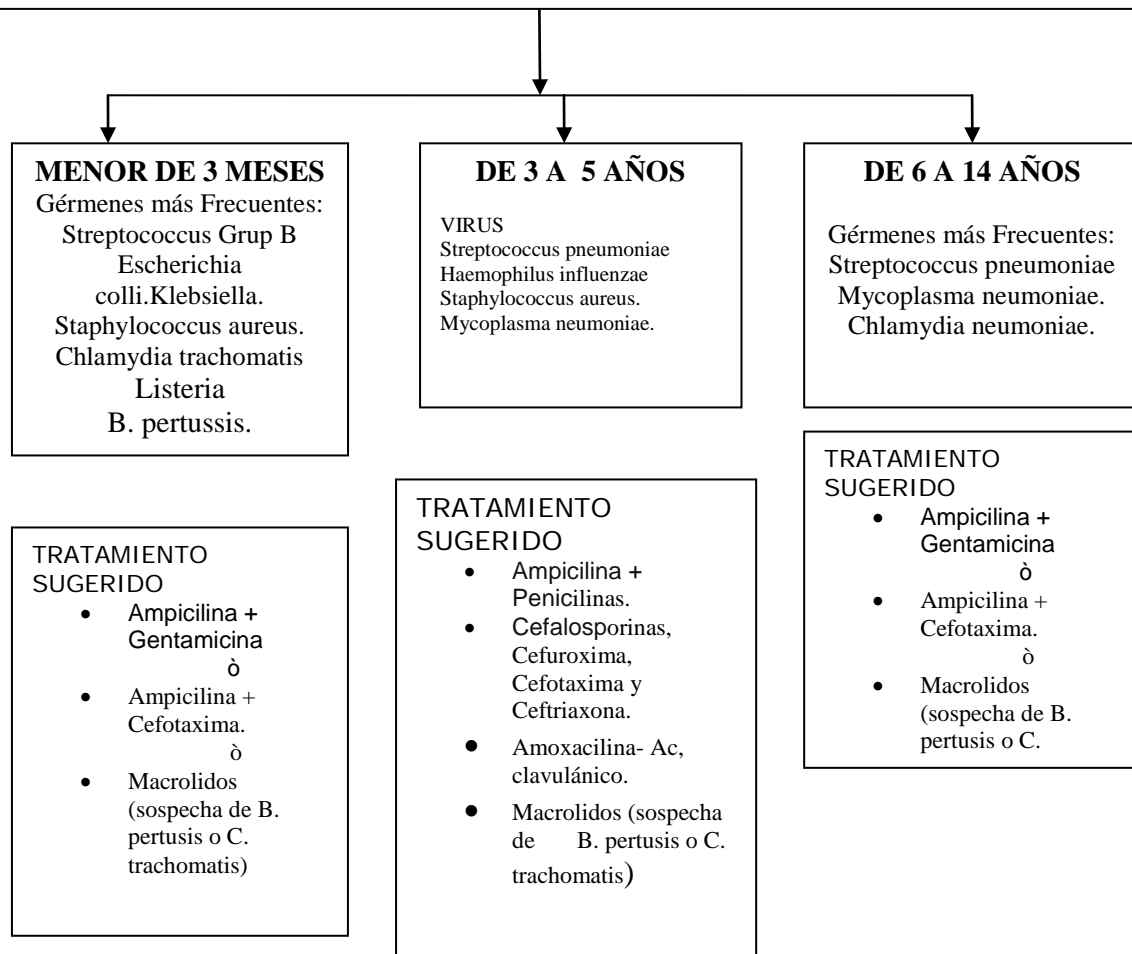 MENOR DE 3 MESES
Gérmenes más Frecuentes:
Streptococcus Grup B
Escherichia
colli.Klebsiella.
Staphylococcus aureus.
Chlamydia trachomatis
Listeria
B. pertussis.
DE 3 A 5 AÑOS
VIRUS
Streptococcus pneumoniae
Haemophilus influenzae
Staphylococcus aureus.
Mycoplasma neumoniae.
DE 6 A 14 AÑOS
Gérmenes más Frecuentes:
Streptococcus pneumoniae
Mycoplasma neumoniae.
Chlamydia neumoniae.
TRATAMIENTO
SUGERIDO
• Ampicilina +
Gentamicina
ò
• Ampicilina +
Cefotaxima.
ò
• Macrolidos
(sospecha de B.
pertusis o C.
trachomatis)
TRATAMIENTO
SUGERIDO
• Ampicilina +
Penicilinas.
• Cefalosporinas,
Cefuroxima,
Cefotaxima y
Ceftriaxona.
• Amoxacilina- Ac,
clavulánico.
• Macrolidos (sospecha
de B. pertusis o C.
trachomatis)
TRATAMIENTO
SUGERIDO
• Ampicilina +
Gentamicina
ò
• Ampicilina +
Cefotaxima.
ò
• Macrolidos
(sospecha de B.
pertusis o C.